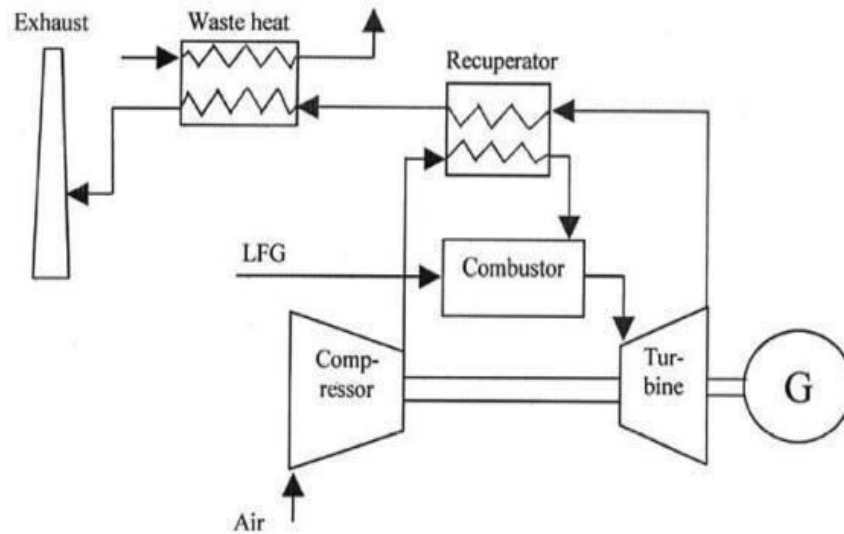 Exhaust
Waste heat
Recuperator
LFG
Combustor
Comp-
ressor
Tur-
bine
G
Air